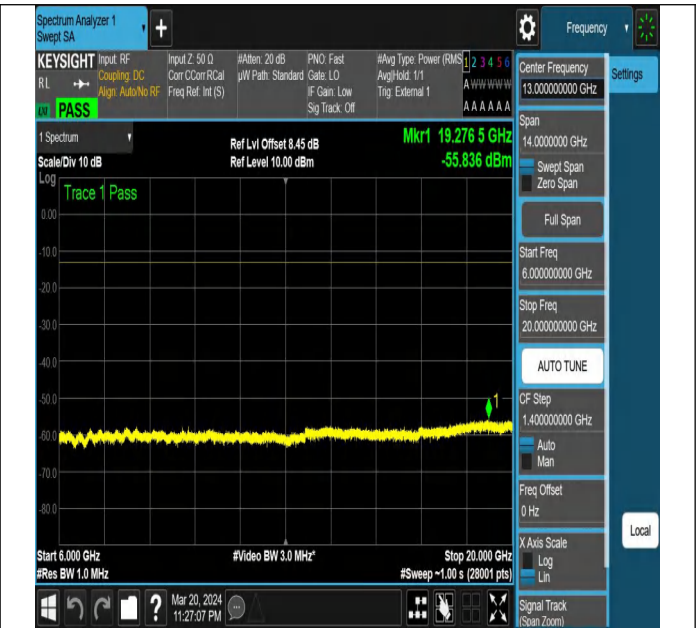 Spectrum Analyzer 1
Swept SA
+
Frequency
KEYSIGHT
RL
PASS
Input: RF
Coupling: DC
Align: Auto/No RF
Input Z: 50 Ω
Corr CCorr RCal
Freq Ref: Int (S)
#Atten: 20 dB
µW Path: Standard
PNO: Fast
Gate: LO
IF Gain: Low
Sig Track: Off
#Avg Type: Power (RMS
Avg|Hold: 1/1
Trig: External 1
1 2 3 4 5 6
A W W W W W
A A A A A A
1 Spectrum
Scale/Div 10 dB
Ref Lvl Offset 8.45 dB
Ref Level 10.00 dBm
Mkr1 19.276 5 GHz
-55.836 dBm
Log
Trace 1 Pass
0.00
-10.0
-20.0
-30.0
-40.0
-50.0
-60.0
-70.0
-80.0
1
Start 6.000 GHz
#Res BW 1.0 MHz
#Video BW 3.0 MHz*
Stop 20.000 GHz
#Sweep ~1.00 s (28001 pts)
?
Mar 20, 2024
11:27:07 PM
Center Frequency
13.000000000 GHz
Settings
Span
14.0000000 GHz
Swept Span
Zero Span
Full Span
Start Freq
6.000000000 GHz
Stop Freq
20.000000000 GHz
AUTO TUNE
CF Step
1.400000000 GHz
Auto
Man
Freq Offset
0 Hz
X Axis Scale
Log
Lin
Local
Signal Track
(Span Zoom)